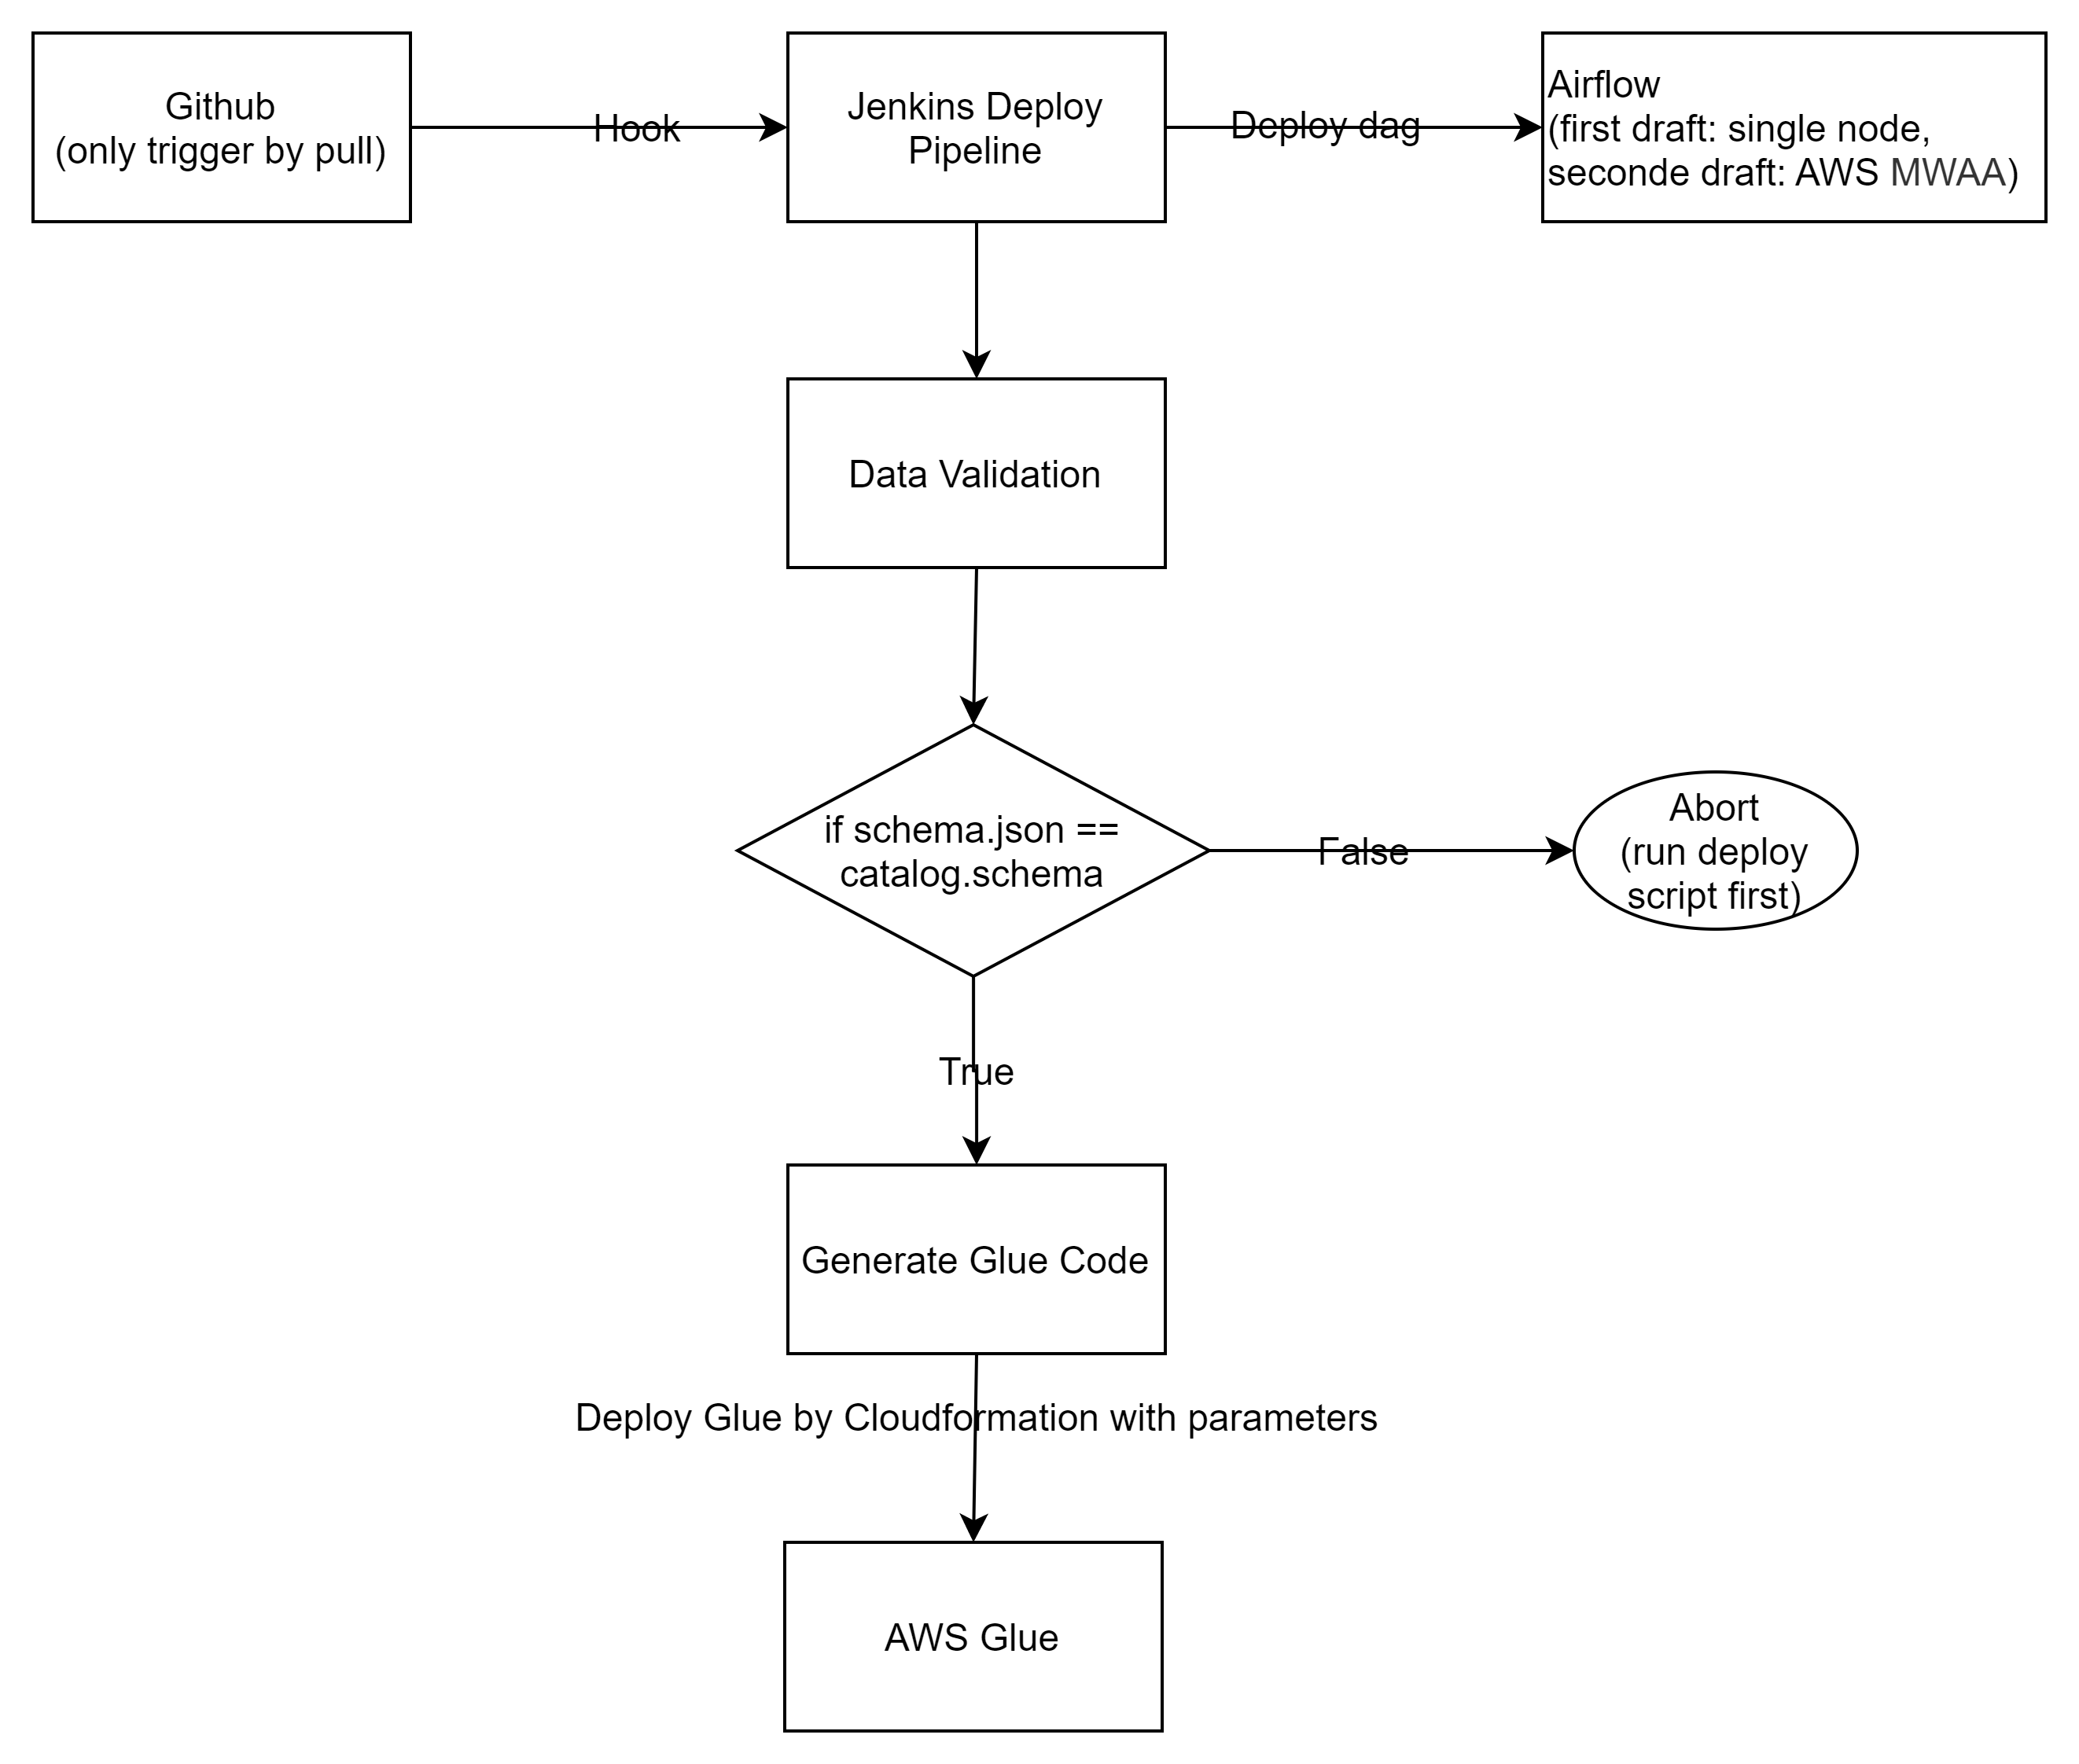 Github
(only trigger by pull)
Hook
Jenkins Deploy
Pipeline
Deploy dag
Airflow
(first draft: single node,
seconde draft: AWS MWAA)
Data Validation
if schema.json ==
catalog.schema
False
Abort
(run deploy
script first)
True
Generate Glue Code
Deploy Glue by Cloudformation with parameters
AWS Glue